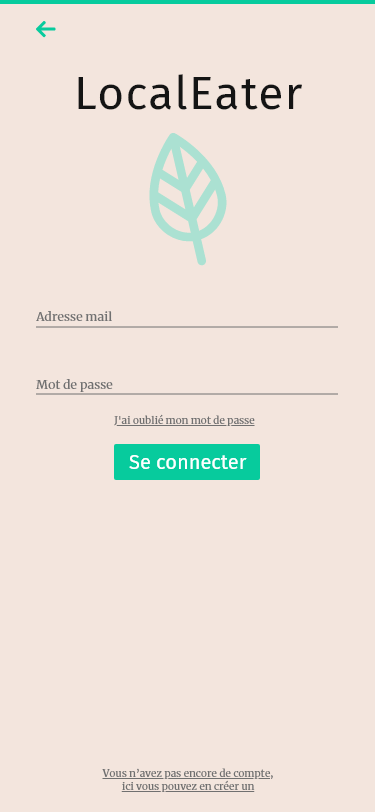 LocalEater
Adresse mail
Mot de passe
J'ai oublié mon mot de passe
Se connecter
Vous n’avez pas encore de compte,
ici vous pouvez en créer un